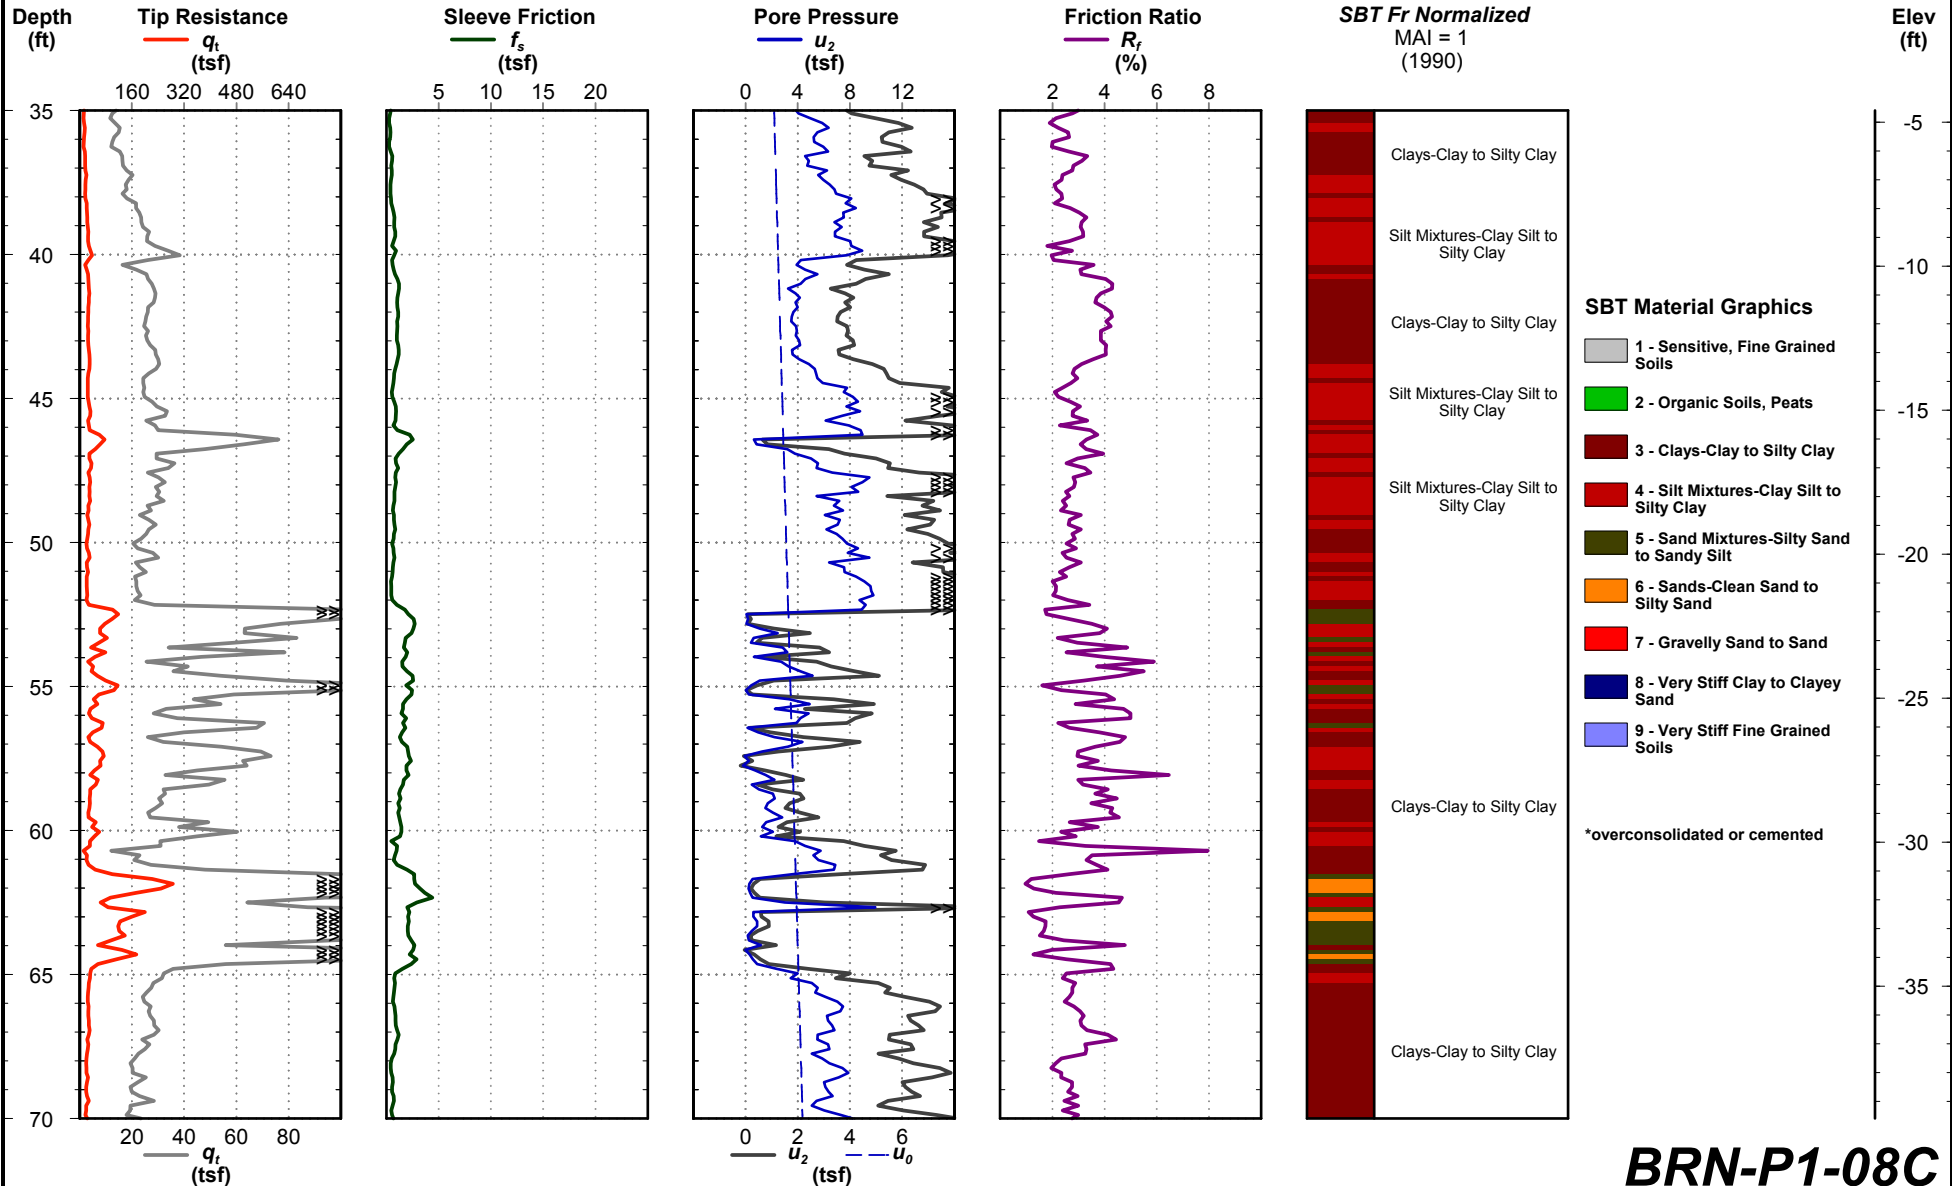 Depth
(ft)
Tip Resistance
qt
(tsf)
160 320 480 640
Sleeve Friction
fs
(tsf)
5 10 15 20
Pore Pressure
u2
(tsf)
0 4 8 12
Friction Ratio
Rf
(%)
2 4 6 8
SBT Fr Normalized
MAI = 1
(1990)
Elev
(ft)
35
40
45
50
55
60
65
70
Clays-Clay to Silty Clay
Silt Mixtures-Clay Silt to
Silty Clay
Clays-Clay to Silty Clay
Silt Mixtures-Clay Silt to
Silty Clay
Silt Mixtures-Clay Silt to
Silty Clay
Clays-Clay to Silty Clay
Clays-Clay to Silty Clay
SBT Material Graphics
1 - Sensitive, Fine Grained
Soils
2 - Organic Soils, Peats
3 - Clays-Clay to Silty Clay
4 - Silt Mixtures-Clay Silt to
Silty Clay
5 - Sand Mixtures-Silty Sand
to Sandy Silt
6 - Sands-Clean Sand to
Silty Sand
7 - Gravelly Sand to Sand
8 - Very Stiff Clay to Clayey
Sand
9 - Very Stiff Fine Grained
Soils
*overconsolidated or cemented
-5
-10
-15
-20
-25
-30
-35
20 40 60 80
qt
(tsf)
0 2 4 6
u2 u0
(tsf)
BRN-P1-08C